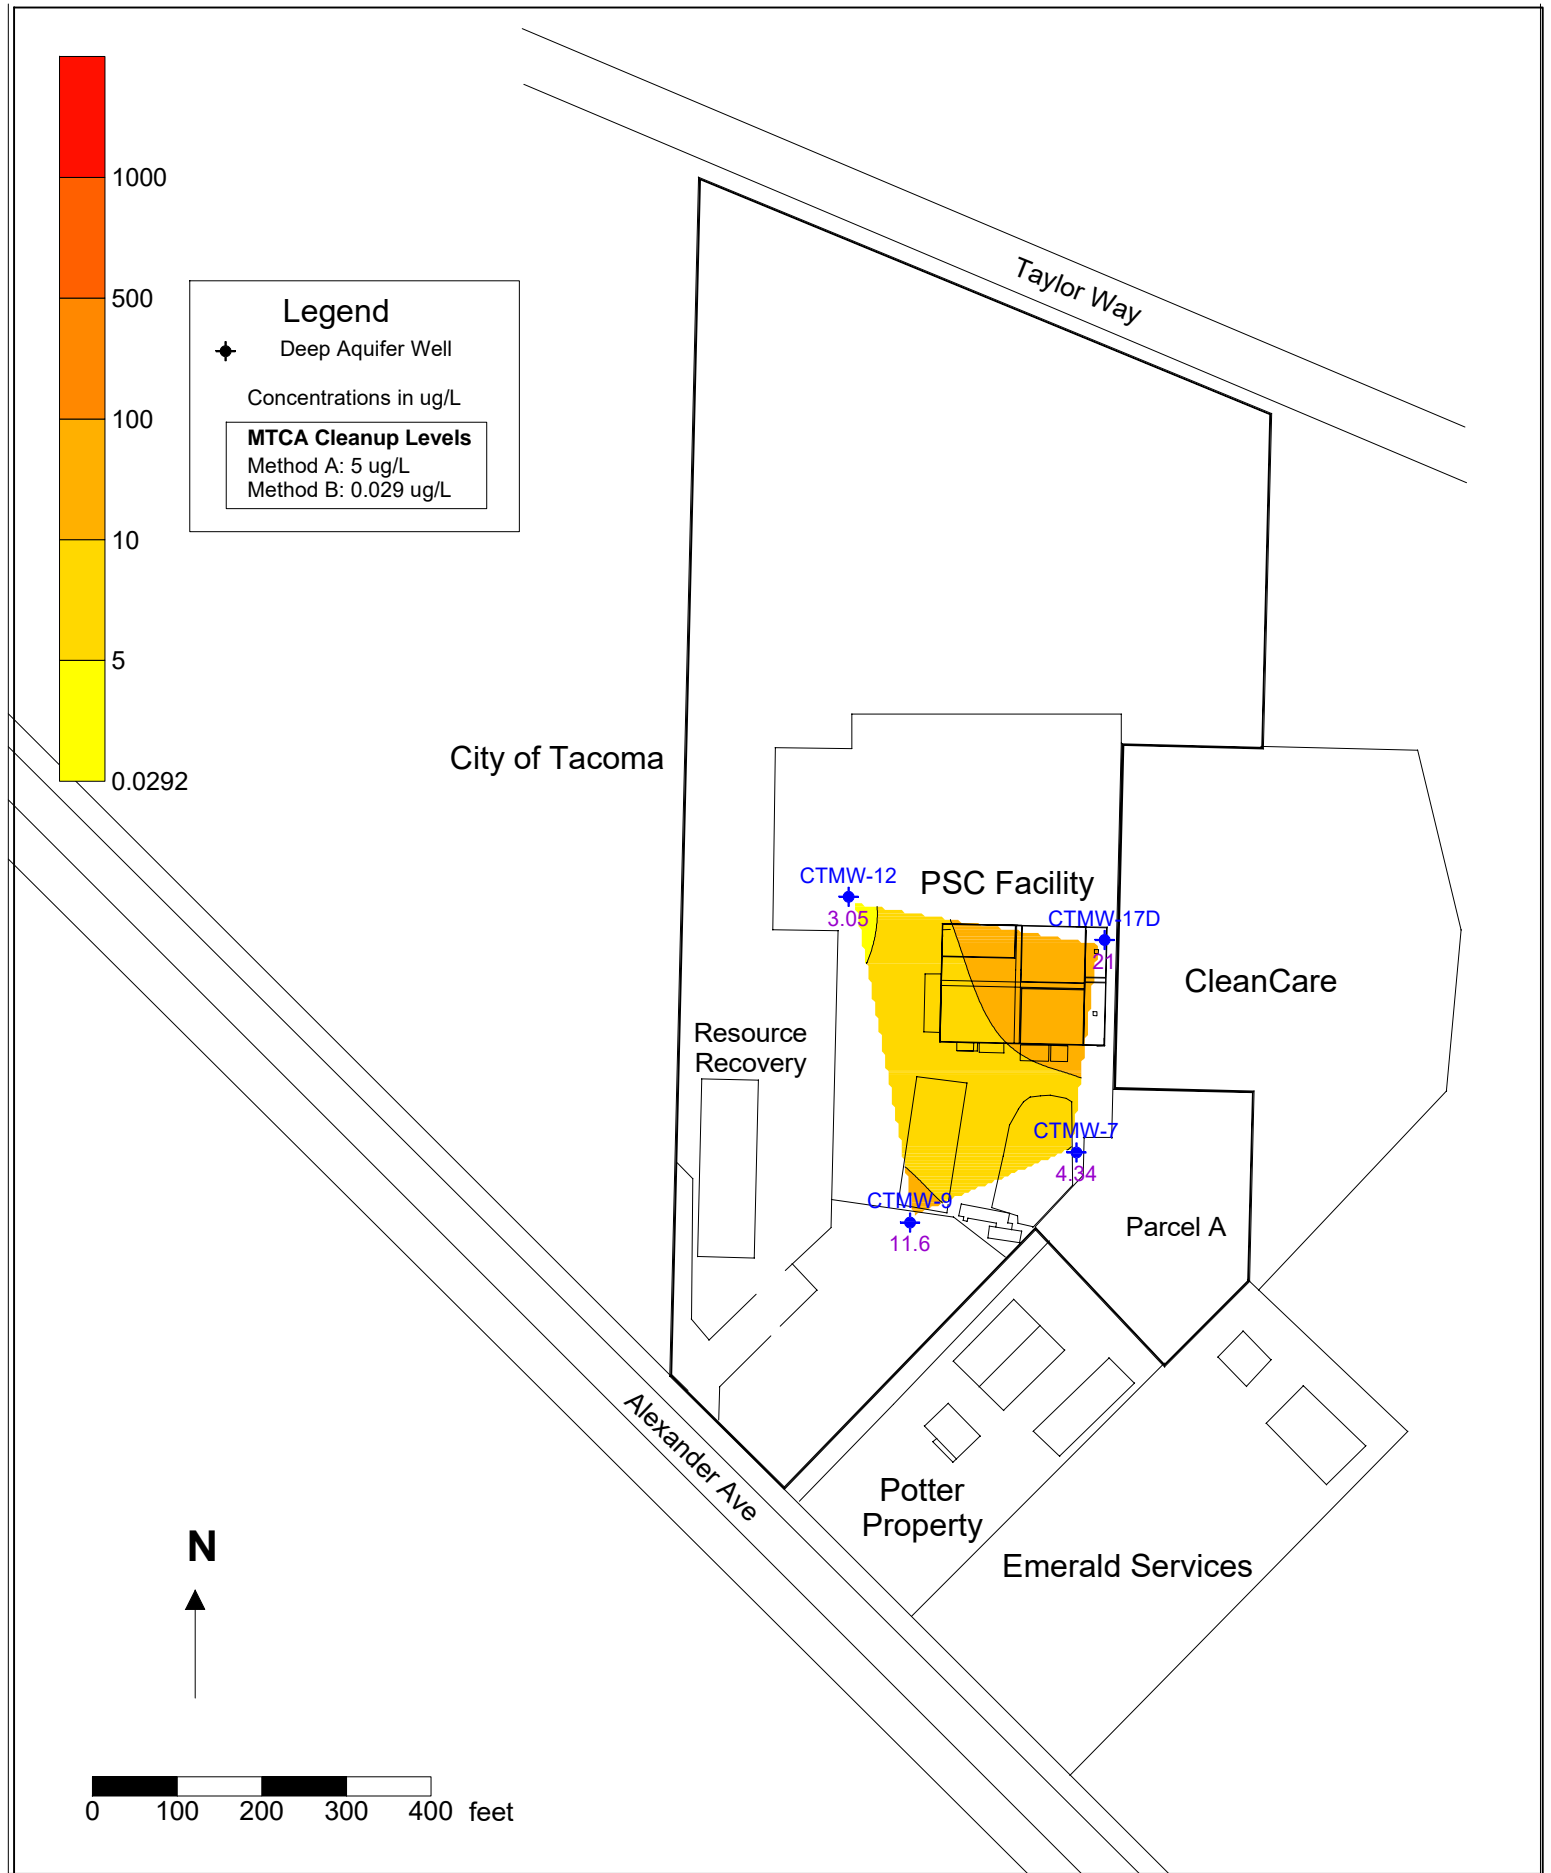 1000
500
100
10
5
0.0292
Legend
Deep Aquifer Well
Concentrations in ug/L
MTCA Cleanup Levels
Method A: 5 ug/L
Method B: 0.029 ug/L
Taylor Way
City of Tacoma
PSC Facility
CTMW-12
3.05
CTMW-17D
21
CleanCare
Resource
Recovery
CTMW-7
4.34
CTMW-9
11.6
Parcel A
Alexander Ave
Potter
Property
Emerald Services
N
0 100 200 300 400 feet